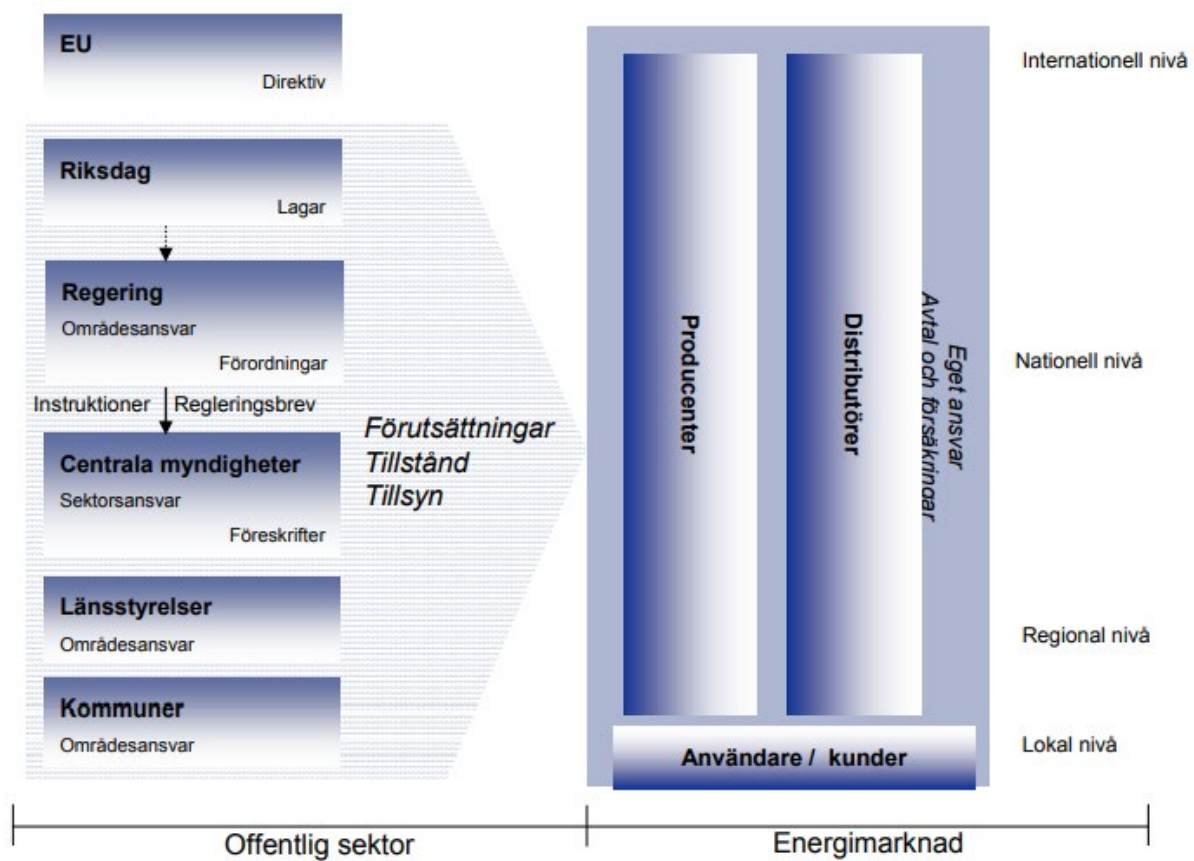 EU
Direktiv
Riksdag
Lagar
Regering
Områdesansvar
Förordningar
Instruktioner
Regleringsbrev
Centrala myndigheter
Sektorsansvar
Föreskrifter
Länsstyrelser
Områdesansvar
Kommuner
Områdesansvar
Förutsättningar
Tillstånd
Tillsyn
Producenter
Distributörer
Eget ansvar
Avtal och försäkringar
Användare / kunder
Internationell nivå
Nationell nivå
Regional nivå
Lokal nivå
Offentlig sektor
Energimarknad